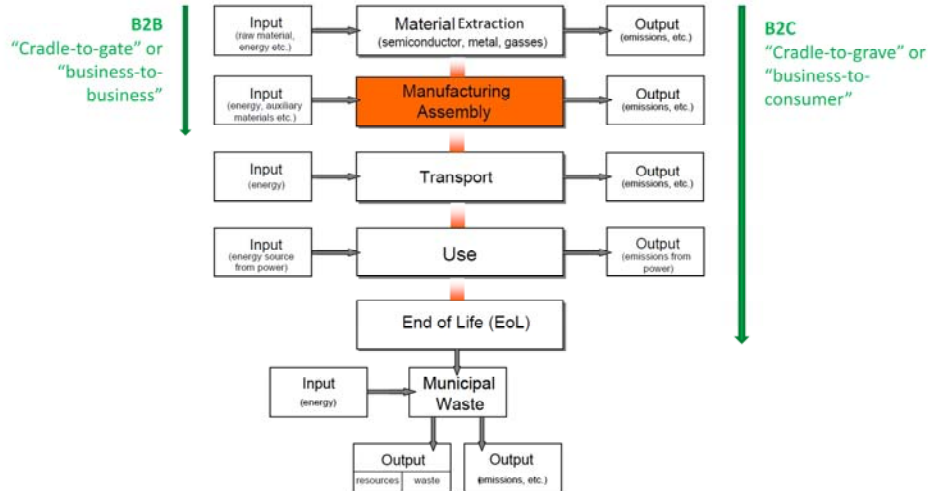 B2B
“Cradle-to-gate” or
“business-to-
business”
Input
(raw material,
energy etc.)
Material Extraction
(semiconductor, metal, gasses)
Output
(emissions, etc.)
B2C
“Cradle-to-grave” or
“business-to-
consumer”
Input
(energy, auxiliary
materials etc.)
Manufacturing
Assembly
Output
(emissions, etc.)
Input
(energy)
Transport
Output
(emissions, etc.)
Input
(energy source
from power)
Use
Output
(emissions from
power)
End of Life (EoL)
Input
(energy)
Municipal
Waste
Output
resources
waste
Output
(emissions, etc.)